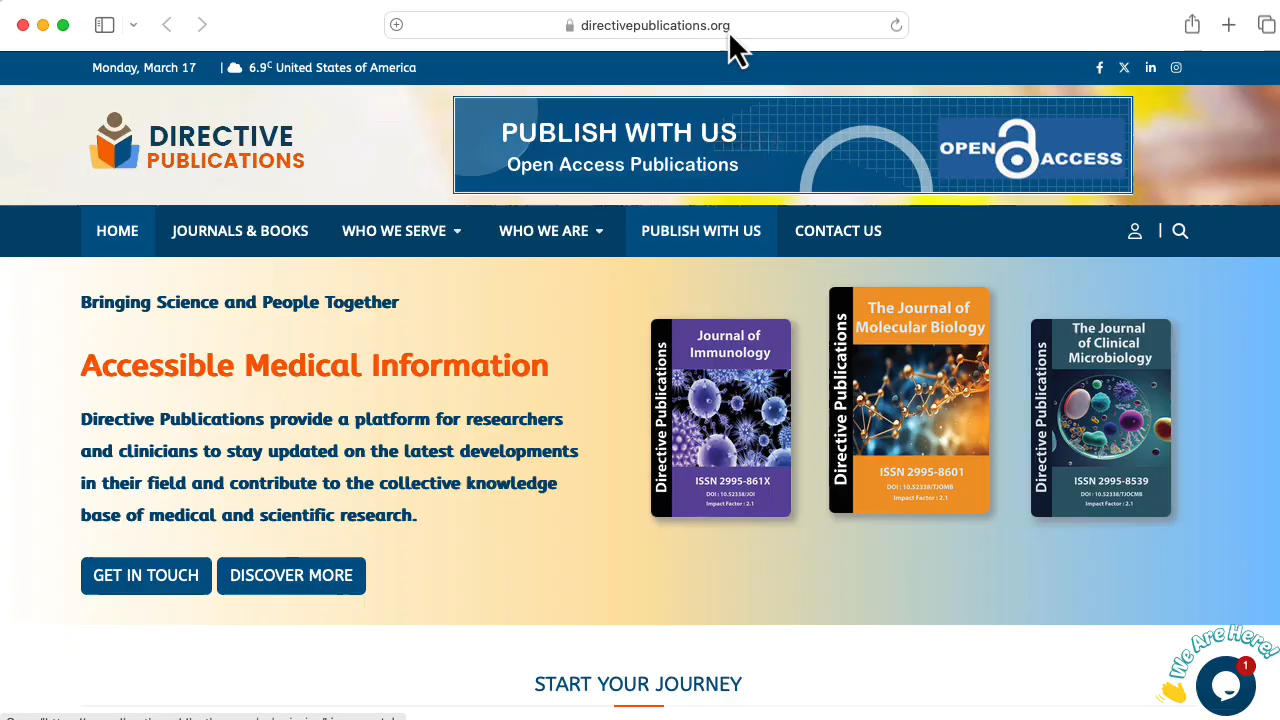 directivepublications.org
Monday, March 17 | 6.9C United States of America
DIRECTIVE
PUBLICATIONS
PUBLISH WITH US
Open Access Publications
OPEN ACCESS
HOME JOURNALS & BOOKS WHO WE SERVE WHO WE ARE PUBLISH WITH US CONTACT US |
Bringing Science and People Together
Accessible Medical Information
Directive Publications provide a platform for researchers
and clinicians to stay updated on the latest developments
in their field and contribute to the collective knowledge
base of medical and scientific research.
GET IN TOUCH DISCOVER MORE
Directive Publications
Journal of
Immunology
ISSN 2995-861X
DOI : 10.52338/JOI
Impact Factor : 2.1
Directive Publications
The Journal of
Molecular Biology
ISSN 2995-8601
DOI : 10.52338/TJOMB
Impact Factor : 2.1
Directive Publications
The Journal
of Clinical
Microbiology
ISSN 2995-8539
DOI : 10.52338/TJOCMB
Impact Factor : 2.1
START YOUR JOURNEY
We Are Here!
1